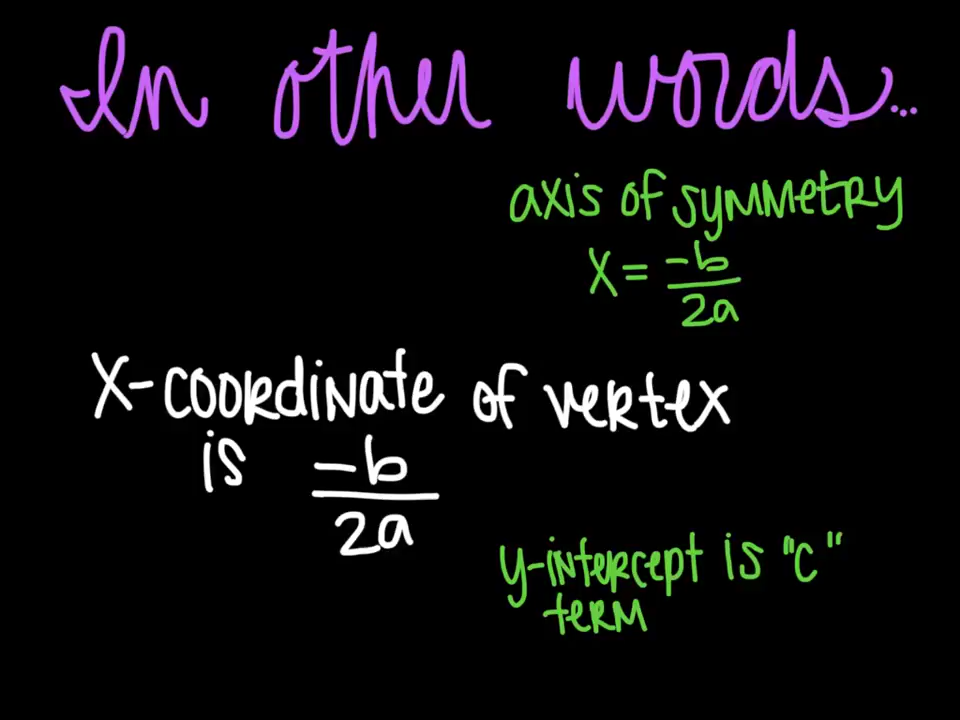 In other words...
axis of symmetry
x = -b/2a
x-coordinate of vertex
is -b/2a
y-intercept is "c"
term